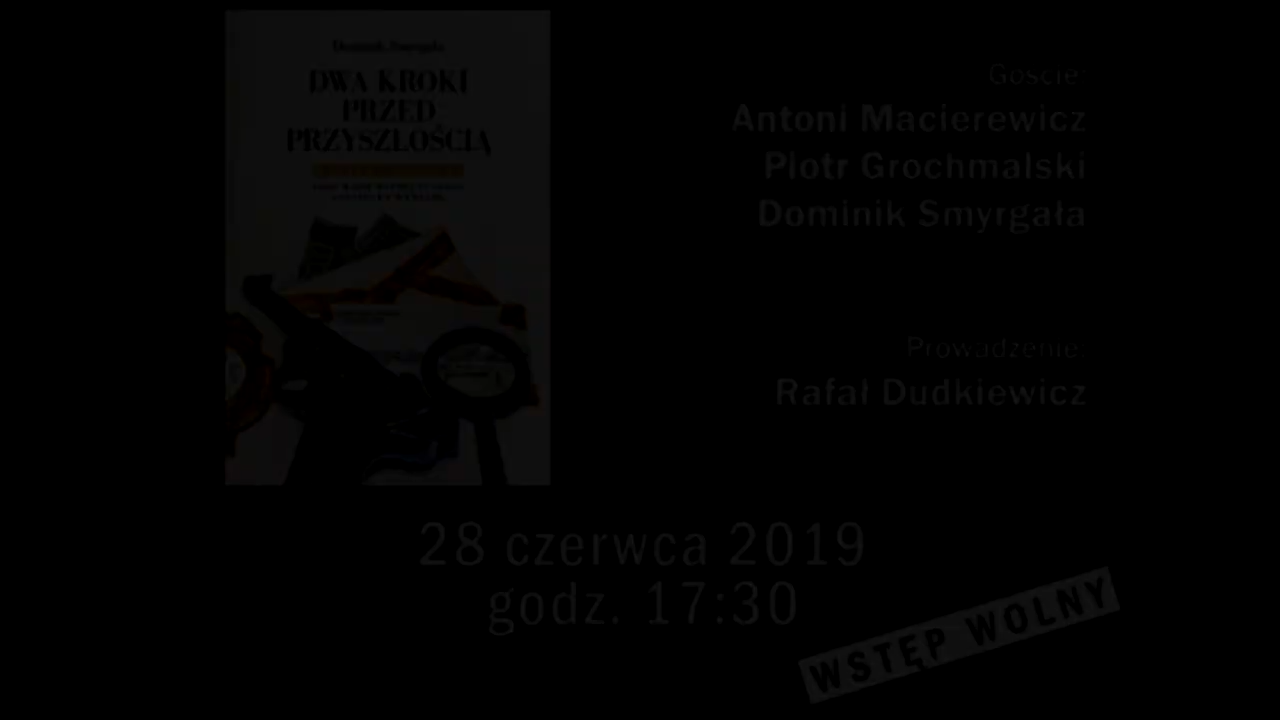 Dominik Smyrgała
DWA KROKI
PRZED
PRZYSZŁOŚCIĄ
Goście:
Antoni Macierewicz
Piotr Grochmalski
Dominik Smyrgała
Prowadzenie:
Rafał Dudkiewicz
28 czerwca 2019
godz. 17:30
WSTĘP WOLNY